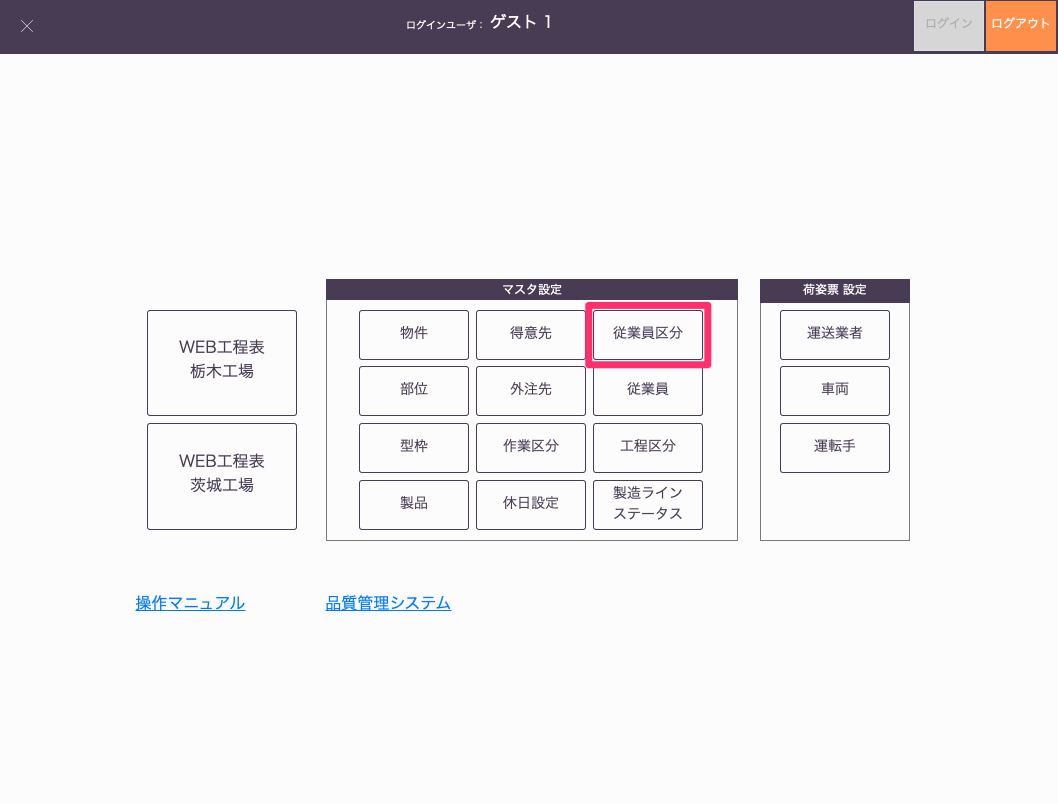 ログインユーザ： ゲスト 1
ログイン
ログアウト
マスタ設定
荷姿票 設定
WEB工程表
栃木工場
WEB工程表
茨城工場
物件
得意先
従業員区分
部位
外注先
従業員
型枠
作業区分
工程区分
製品
休日設定
製造ライン
ステータス
運送業者
車両
運転手
操作マニュアル
品質管理システム